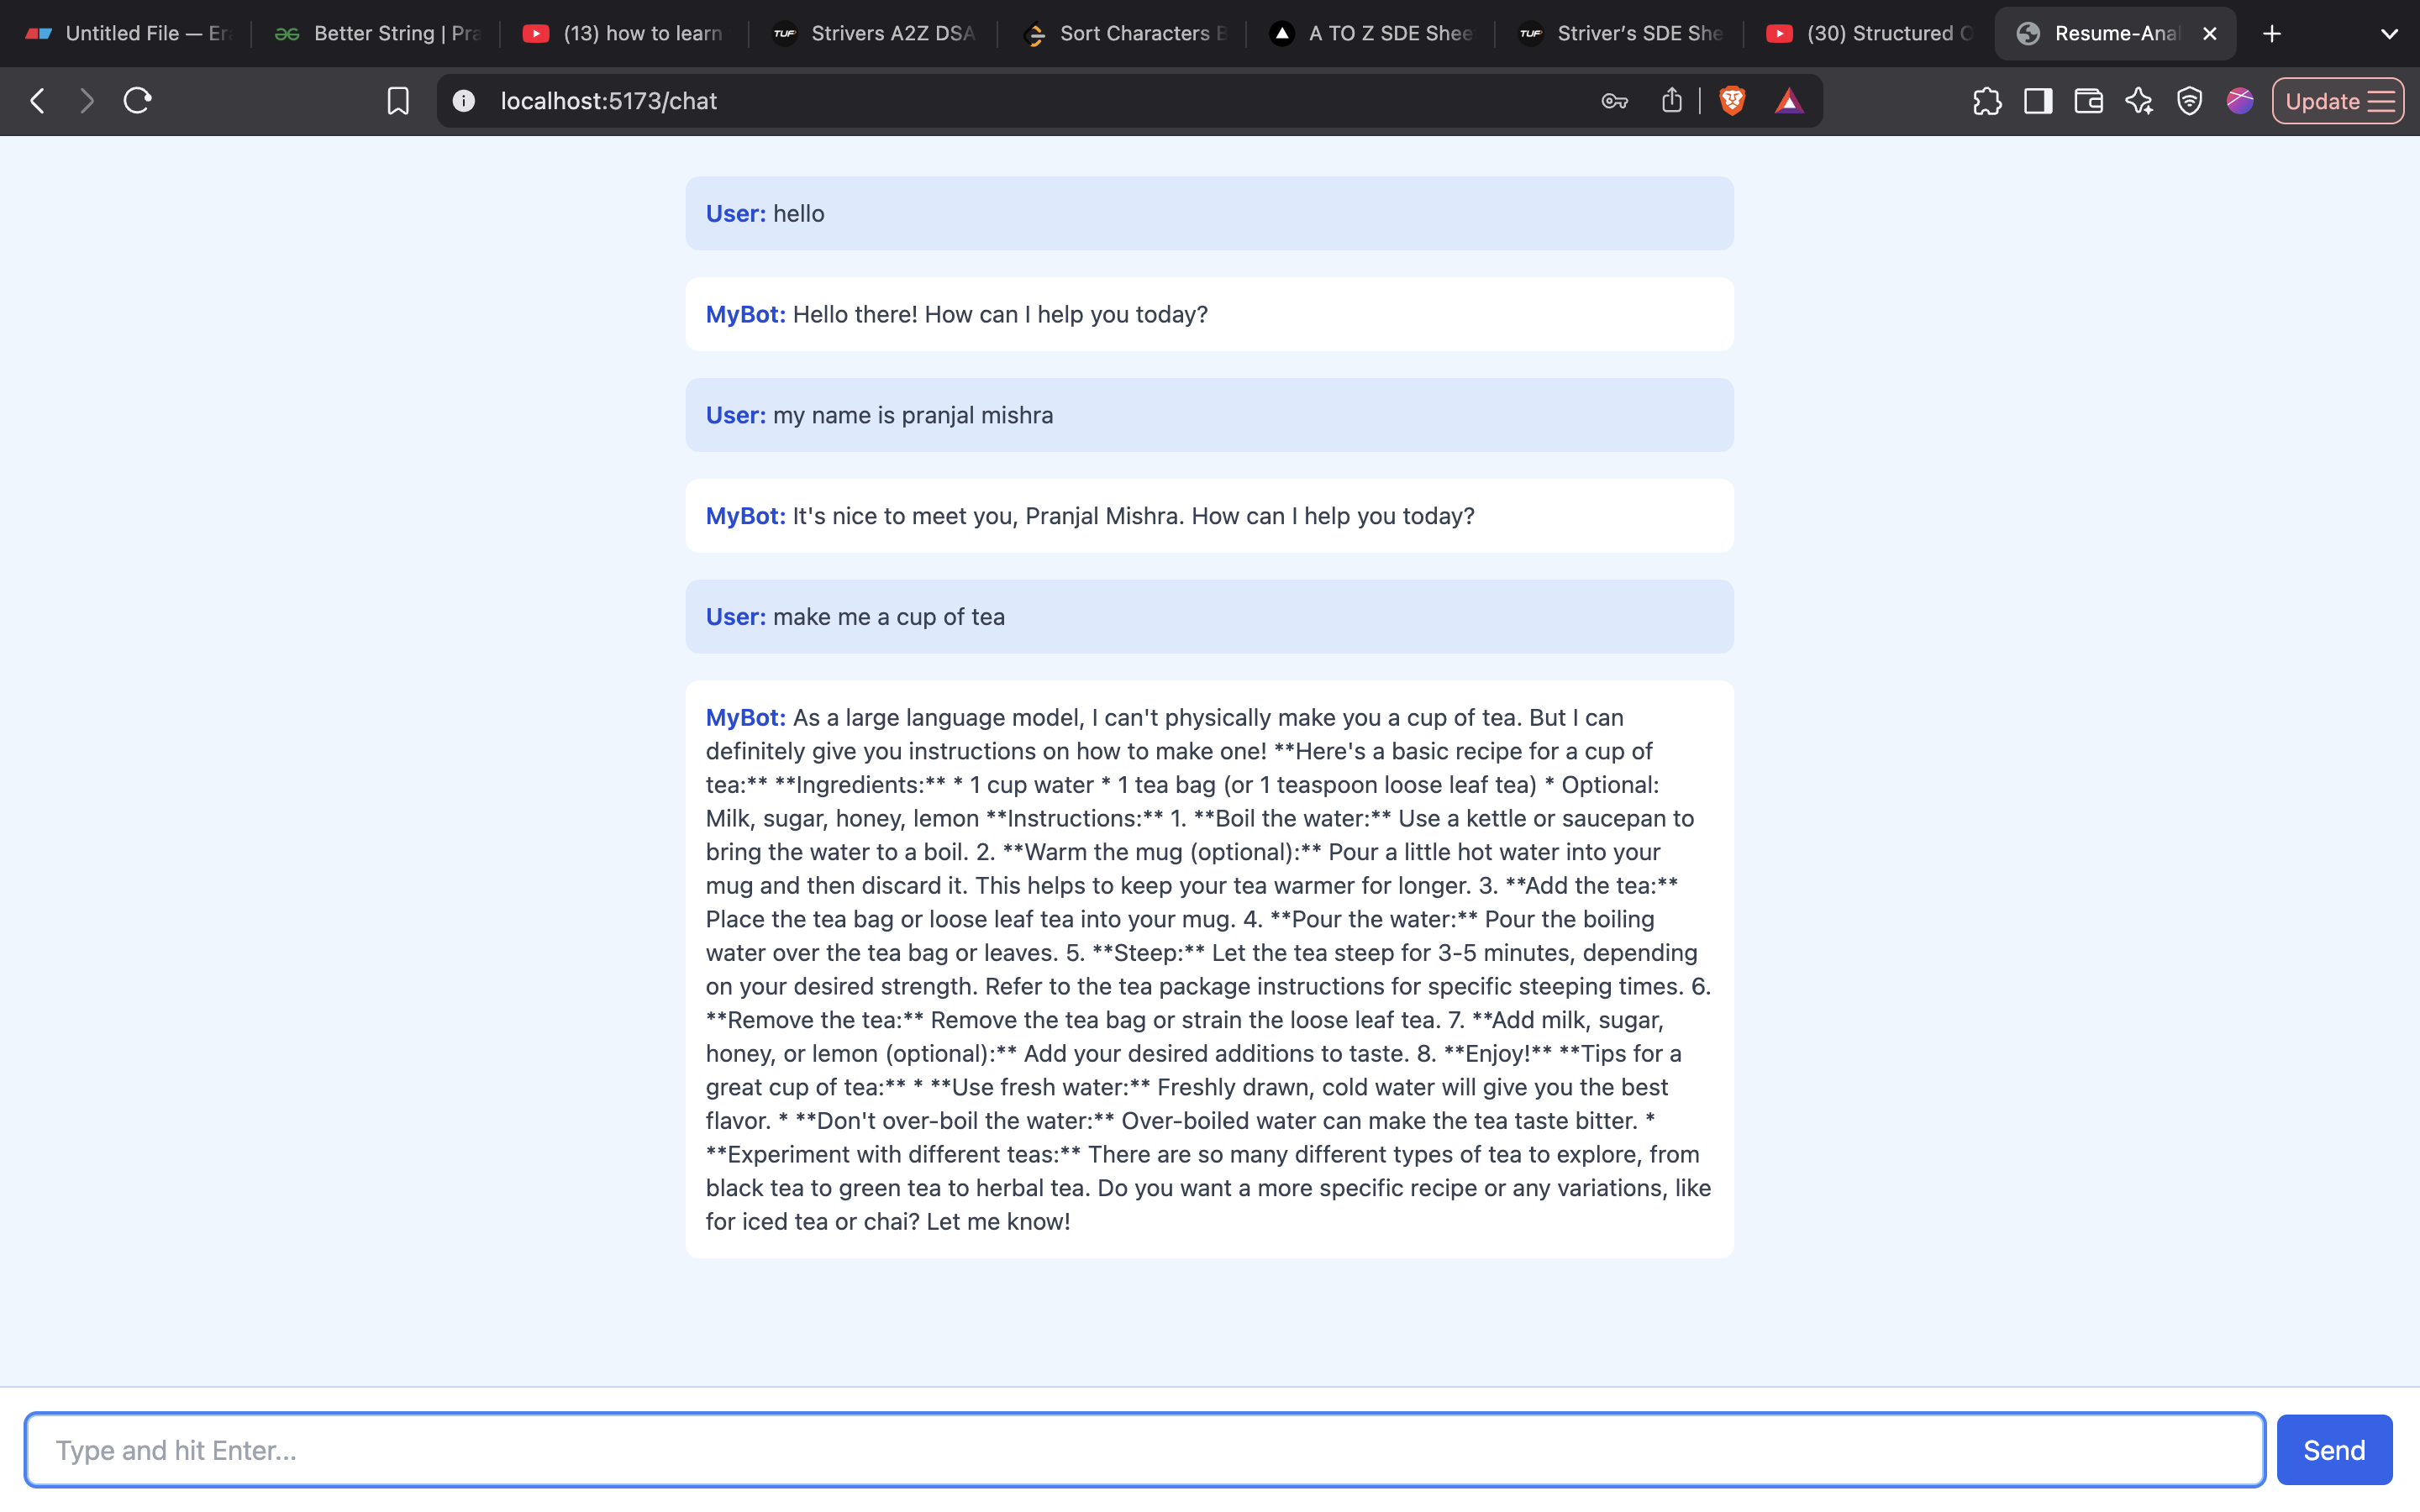 Untitled File — Er
Better String | Pra
(13) how to learn
TUF Strivers A2Z DSA
Sort Characters B
A TO Z SDE Shee
TUF Striver’s SDE She
(30) Structured O
Resume-Anal
localhost:5173/chat
Update
User: hello
MyBot: Hello there! How can I help you today?
User: my name is pranjal mishra
MyBot: It's nice to meet you, Pranjal Mishra. How can I help you today?
User: make me a cup of tea
MyBot: As a large language model, I can't physically make you a cup of tea. But I can
definitely give you instructions on how to make one! **Here's a basic recipe for a cup of
tea:** **Ingredients:** * 1 cup water * 1 tea bag (or 1 teaspoon loose leaf tea) * Optional:
Milk, sugar, honey, lemon **Instructions:** 1. **Boil the water:** Use a kettle or saucepan to
bring the water to a boil. 2. **Warm the mug (optional):** Pour a little hot water into your
mug and then discard it. This helps to keep your tea warmer for longer. 3. **Add the tea:**
Place the tea bag or loose leaf tea into your mug. 4. **Pour the water:** Pour the boiling
water over the tea bag or leaves. 5. **Steep:** Let the tea steep for 3-5 minutes, depending
on your desired strength. Refer to the tea package instructions for specific steeping times. 6.
**Remove the tea:** Remove the tea bag or strain the loose leaf tea. 7. **Add milk, sugar,
honey, or lemon (optional):** Add your desired additions to taste. 8. **Enjoy!** **Tips for a
great cup of tea:** * **Use fresh water:** Freshly drawn, cold water will give you the best
flavor. * **Don't over-boil the water:** Over-boiled water can make the tea taste bitter. *
**Experiment with different teas:** There are so many different types of tea to explore, from
black tea to green tea to herbal tea. Do you want a more specific recipe or any variations, like
for iced tea or chai? Let me know!
Type and hit Enter...
Send